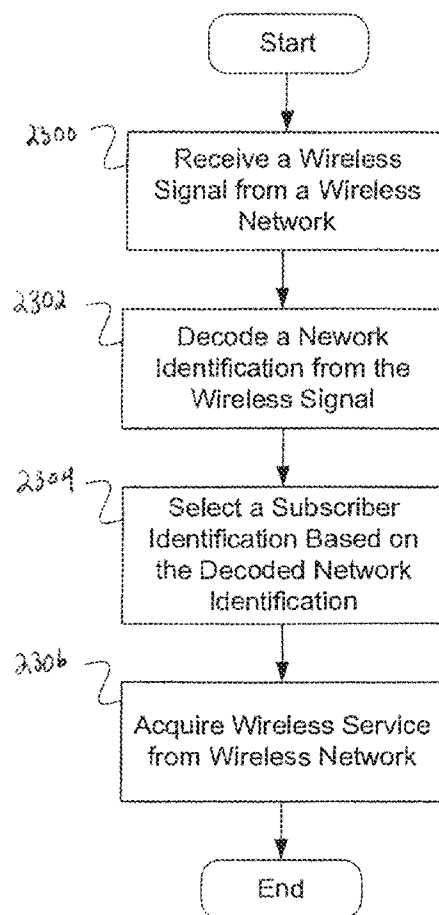 Start
2300
Receive a Wireless
Signal from a Wireless
Network
2302
Decode a Nework
Identification from the
Wireless Signal
2304
Select a Subscriber
Identification Based on
the Decoded Network
Identification
2306
Acquire Wireless Service
from Wireless Network
End